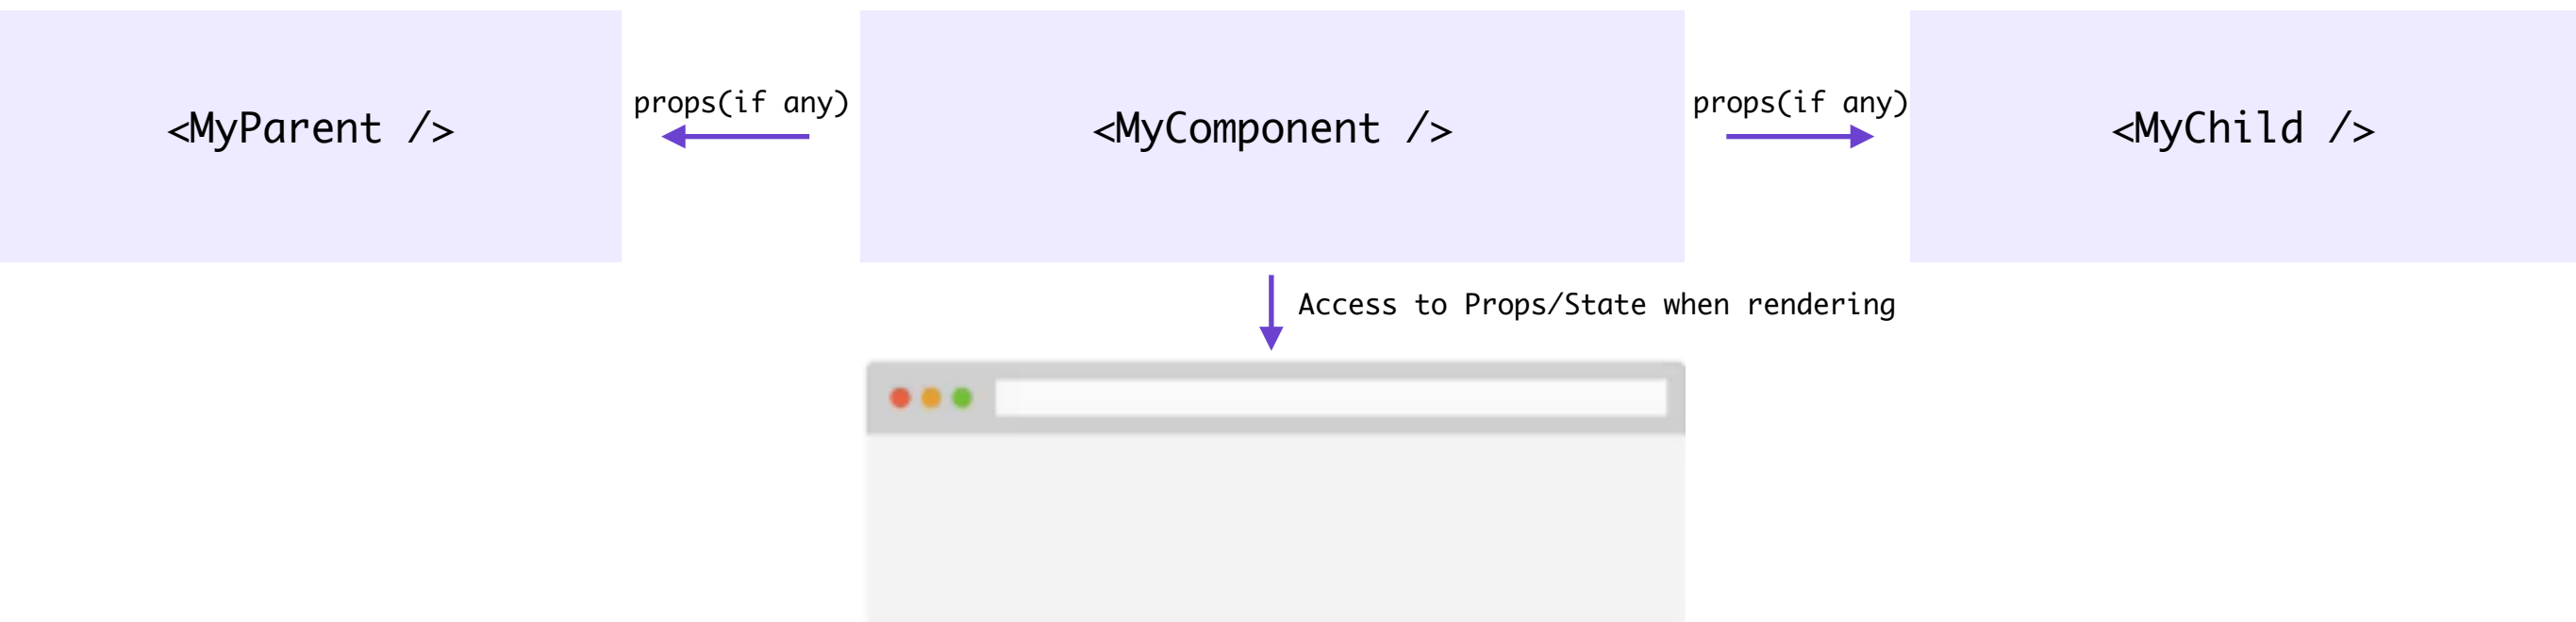 <MyParent />
props(if any)
<MyComponent />
props(if any)
<MyChild />
Access to Props/State when rendering